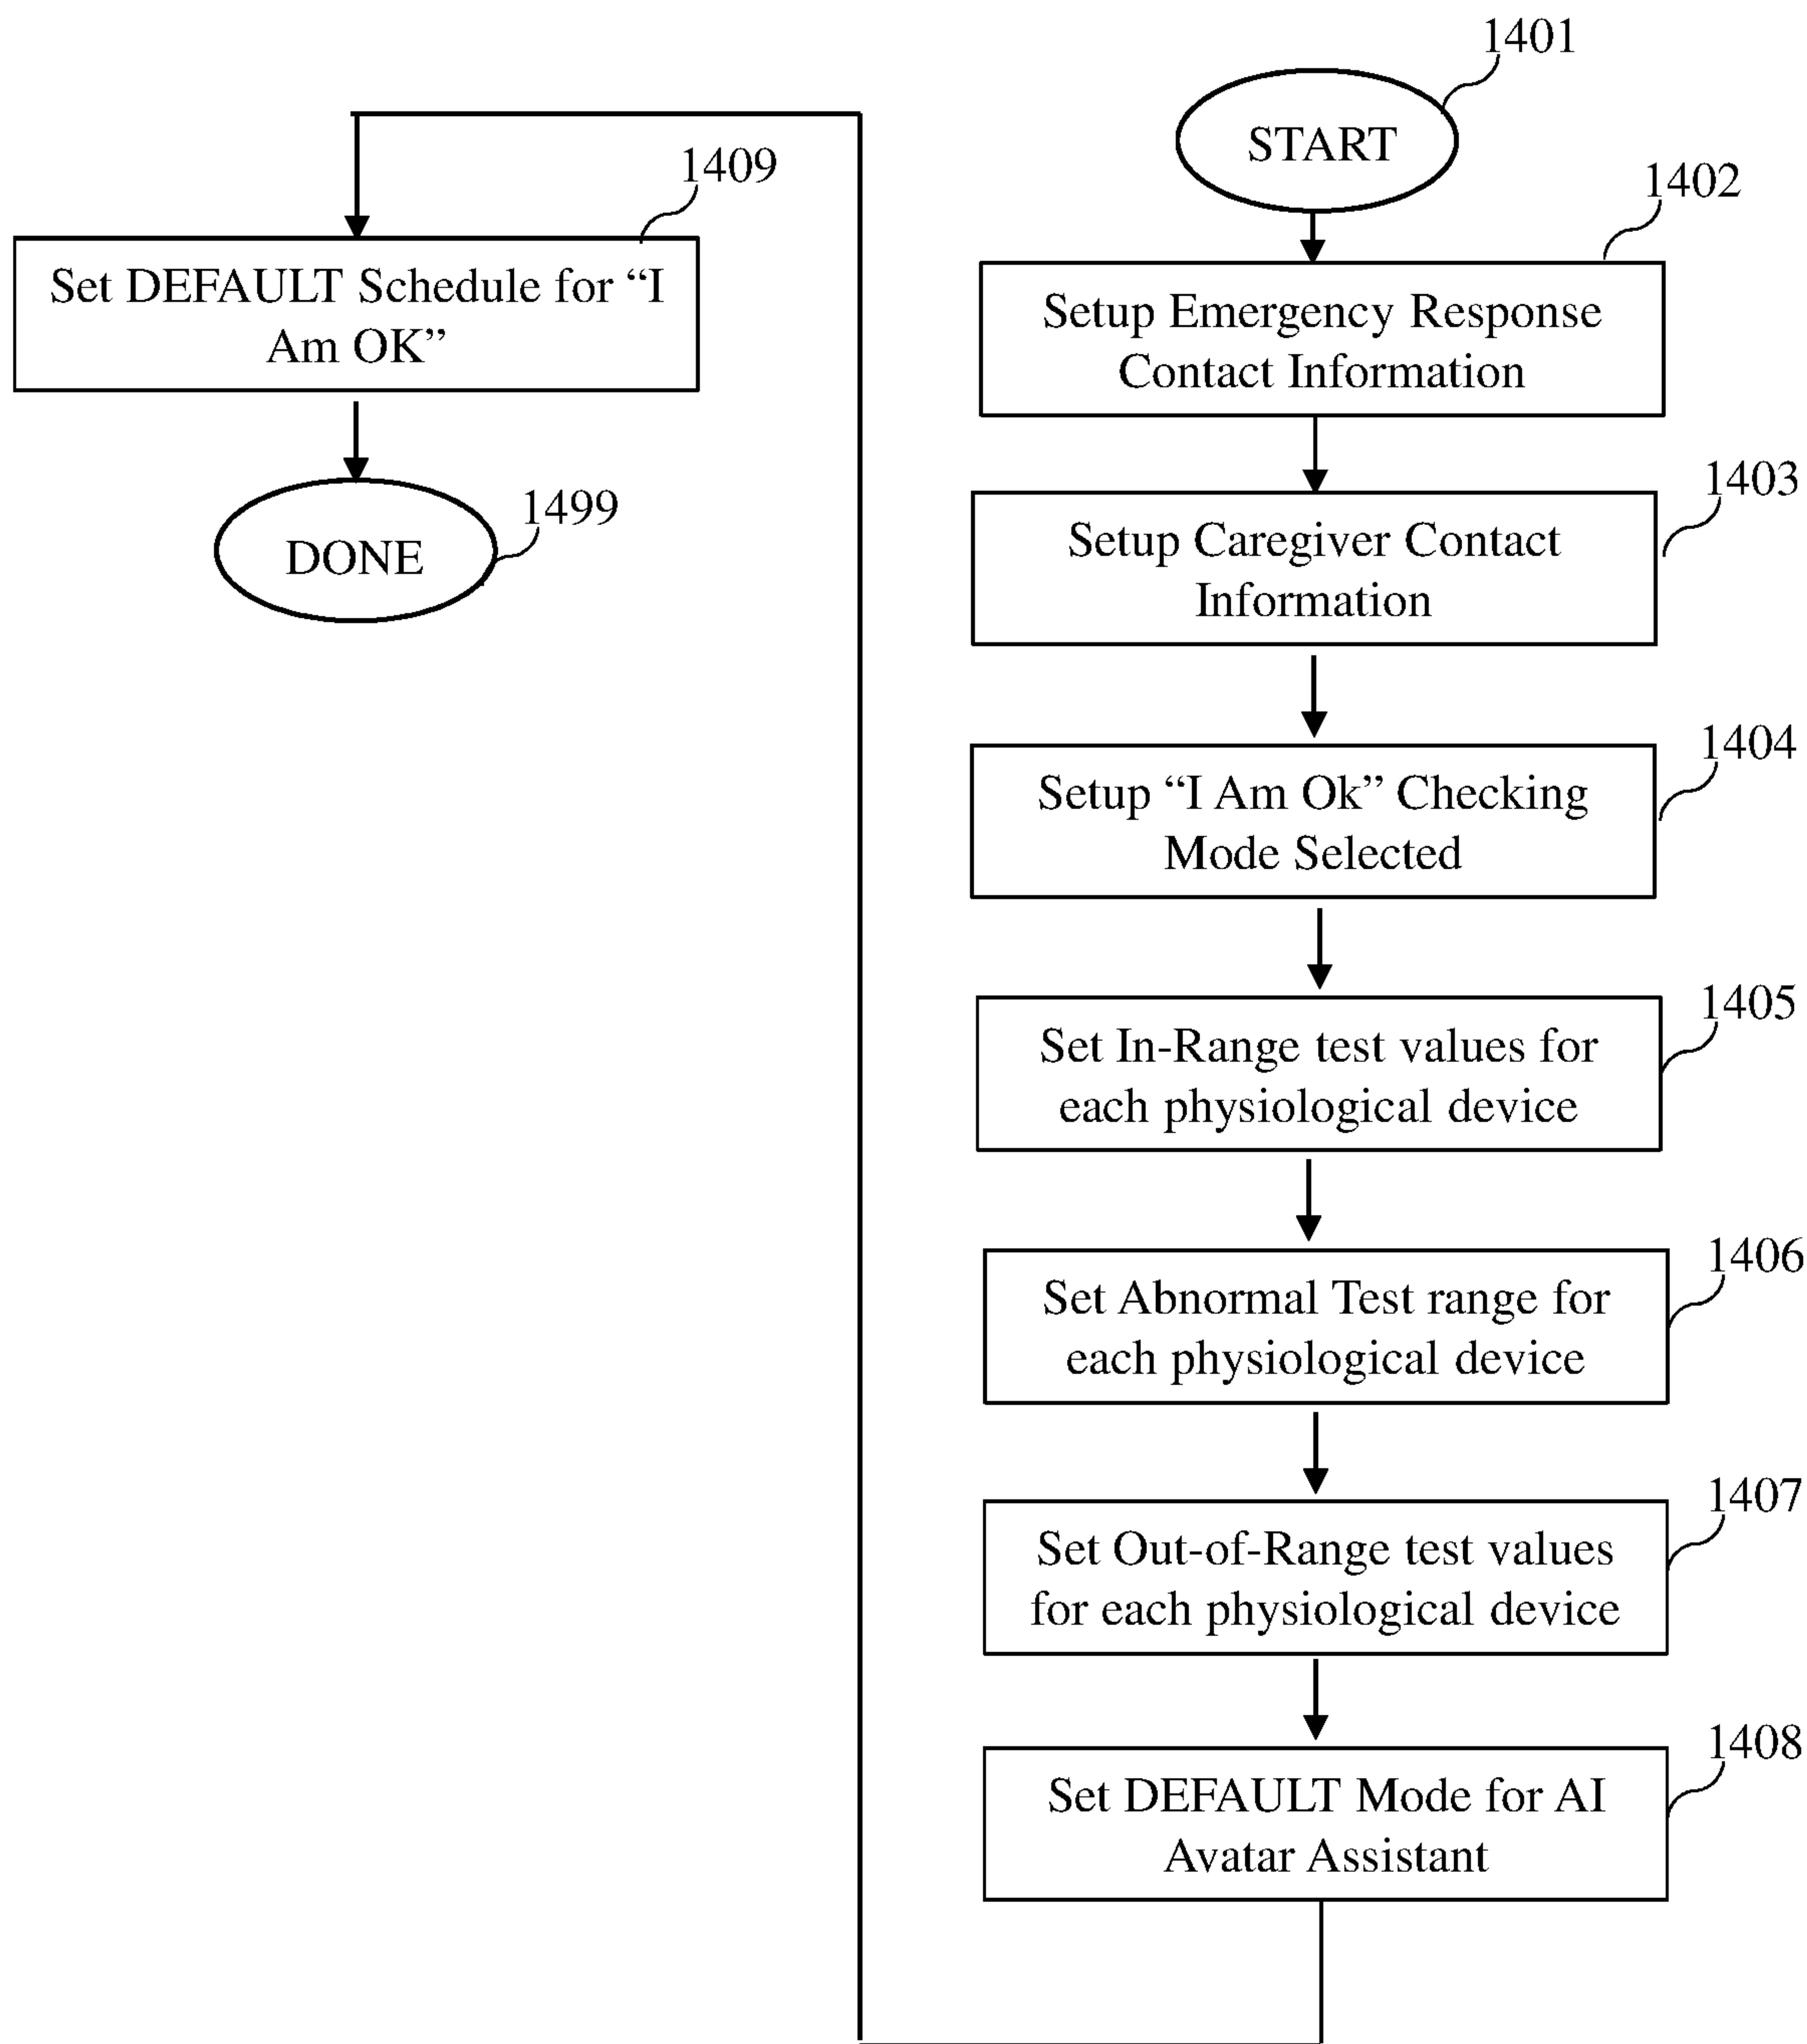 1401
START
1402
Setup Emergency Response
Contact Information
1403
Setup Caregiver Contact
Information
1404
Setup “I Am Ok” Checking
Mode Selected
1405
Set In-Range test values for
each physiological device
1406
Set Abnormal Test range for
each physiological device
1407
Set Out-of-Range test values
for each physiological device
1408
Set DEFAULT Mode for AI
Avatar Assistant
1409
Set DEFAULT Schedule for “I
Am OK”
1499
DONE